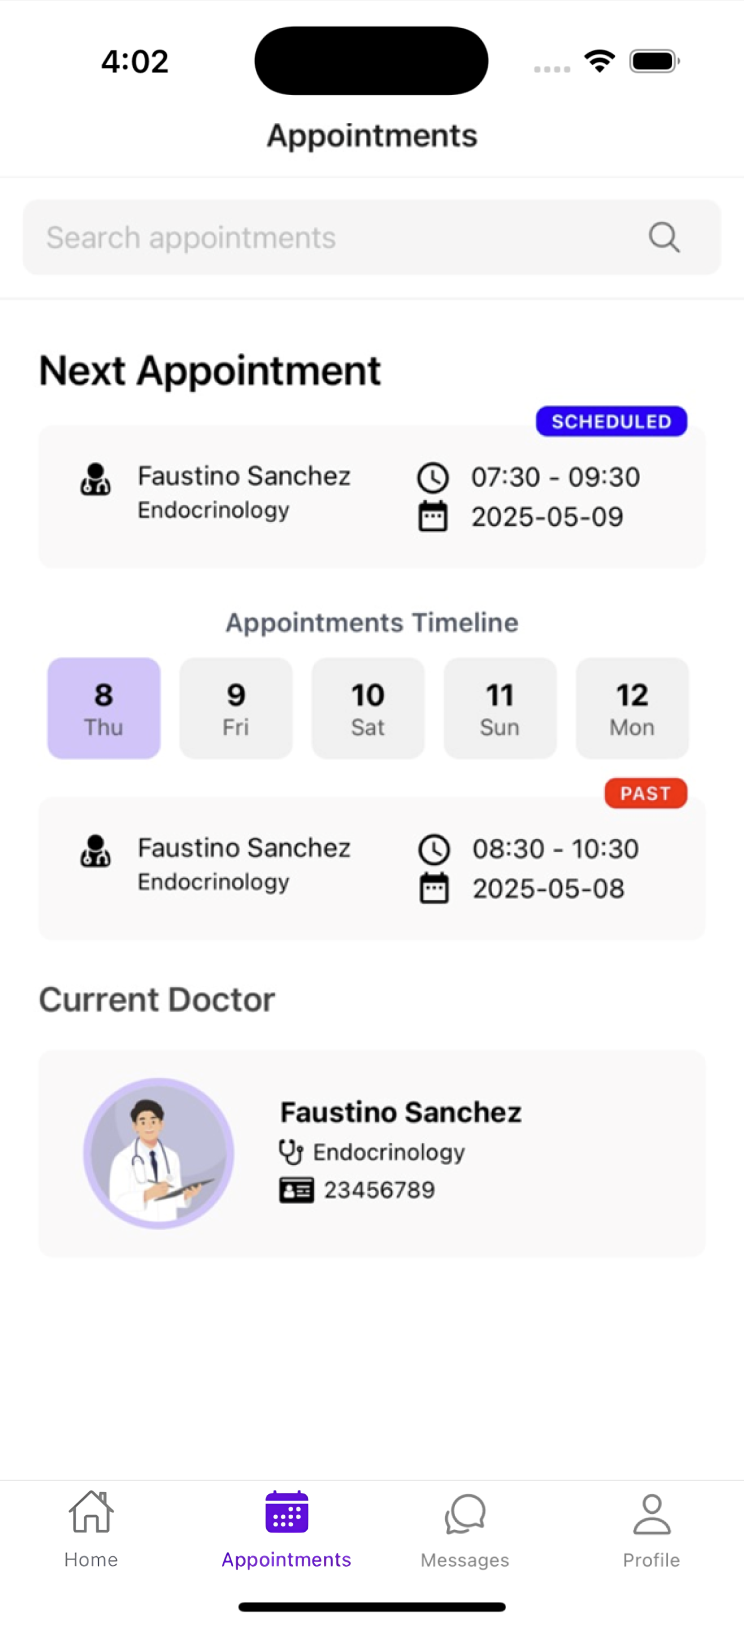 4:02
Appointments
Search appointments
Next Appointment
SCHEDULED
Faustino Sanchez
Endocrinology
07:30 - 09:30
2025-05-09
Appointments Timeline
8 9 10 11 12
Thu Fri Sat Sun Mon
PAST
Faustino Sanchez
Endocrinology
08:30 - 10:30
2025-05-08
Current Doctor
Faustino Sanchez
Endocrinology
23456789
Home Appointments Messages Profile